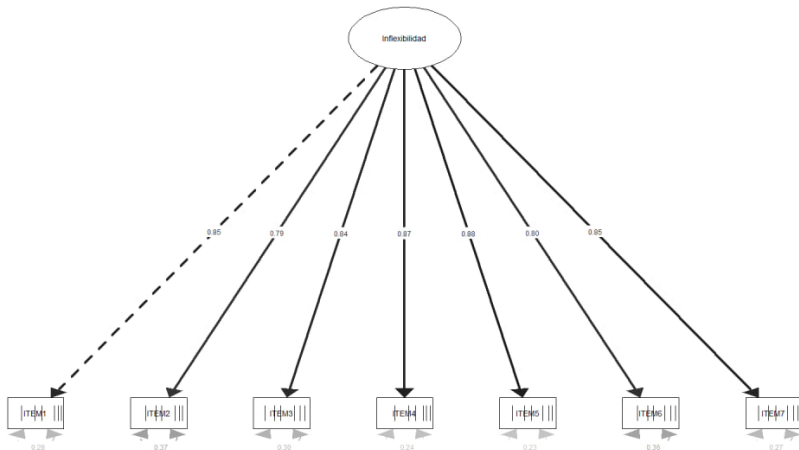 Inflexibilidad
0.85 0.79 0.84 0.87 0.88 0.80 0.85
ITEM1 ITEM2 ITEM3 ITEM4 ITEM5 ITEM6 ITEM7
0.28 0.37 0.30 0.24 0.23 0.36 0.27